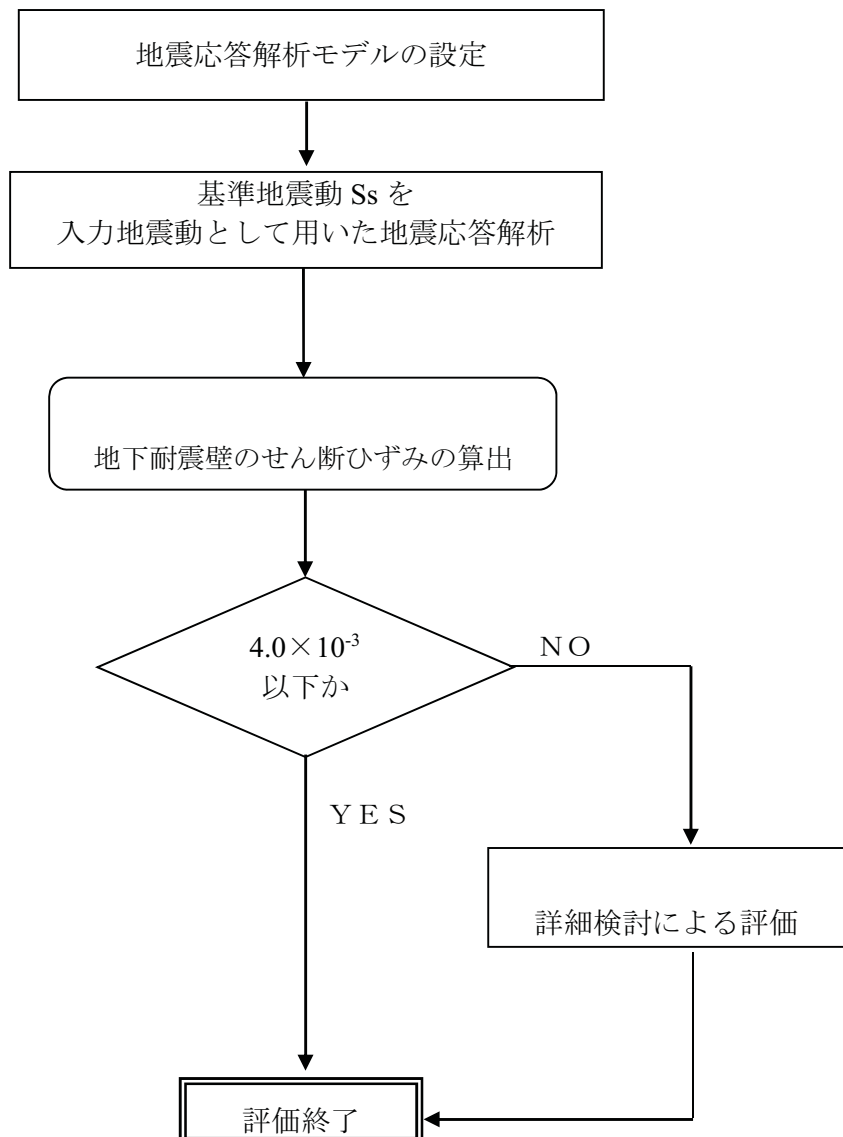 地震応答解析モデルの設定
基準地震動 Ss を
入力地震動として用いた地震応答解析
地下耐震壁のせん断ひずみの算出
4.0×10⁻³
以下か
ＮＯ
ＹＥＳ
詳細検討による評価
評価終了